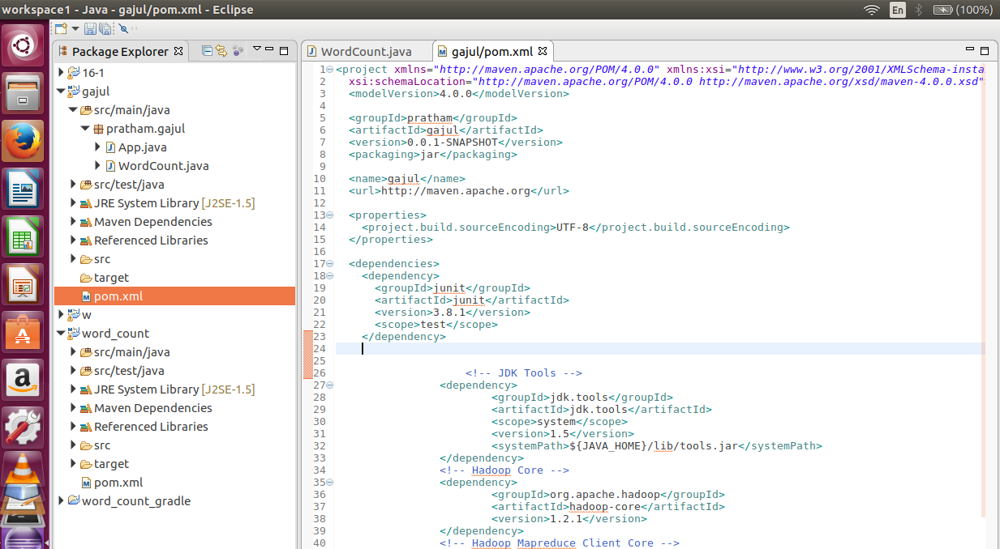 workspace1 - Java - gajul/pom.xml - Eclipse
En
(100%)
Package Explorer
16-1
gajul
src/main/java
pratham.gajul
App.java
WordCount.java
src/test/java
JRE System Library [J2SE-1.5]
Maven Dependencies
Referenced Libraries
src
target
pom.xml
w
word_count
src/main/java
src/test/java
JRE System Library [J2SE-1.5]
Maven Dependencies
Referenced Libraries
src
target
pom.xml
word_count_gradle
WordCount.java
gajul/pom.xml
1 <project xmlns="http://maven.apache.org/POM/4.0.0" xmlns:xsi="http://www.w3.org/2001/XMLSchema-insta
2 xsi:schemaLocation="http://maven.apache.org/POM/4.0.0 http://maven.apache.org/xsd/maven-4.0.0.xsd"
3 <modelVersion>4.0.0</modelVersion>
4
5 <groupId>pratham</groupId>
6 <artifactId>gajul</artifactId>
7 <version>0.0.1-SNAPSHOT</version>
8 <packaging>jar</packaging>
9
10 <name>gajul</name>
11 <url>http://maven.apache.org</url>
12
13 <properties>
14 <project.build.sourceEncoding>UTF-8</project.build.sourceEncoding>
15 </properties>
16
17 <dependencies>
18 <dependency>
19 <groupId>junit</groupId>
20 <artifactId>junit</artifactId>
21 <version>3.8.1</version>
22 <scope>test</scope>
23 </dependency>
24
25
26 <!-- JDK Tools -->
27 <dependency>
28 <groupId>jdk.tools</groupId>
29 <artifactId>jdk.tools</artifactId>
30 <scope>system</scope>
31 <version>1.5</version>
32 <systemPath>${JAVA_HOME}/lib/tools.jar</systemPath>
33 </dependency>
34 <!-- Hadoop Core -->
35 <dependency>
36 <groupId>org.apache.hadoop</groupId>
37 <artifactId>hadoop-core</artifactId>
38 <version>1.2.1</version>
39 </dependency>
40 <!-- Hadoop Mapreduce Client Core -->